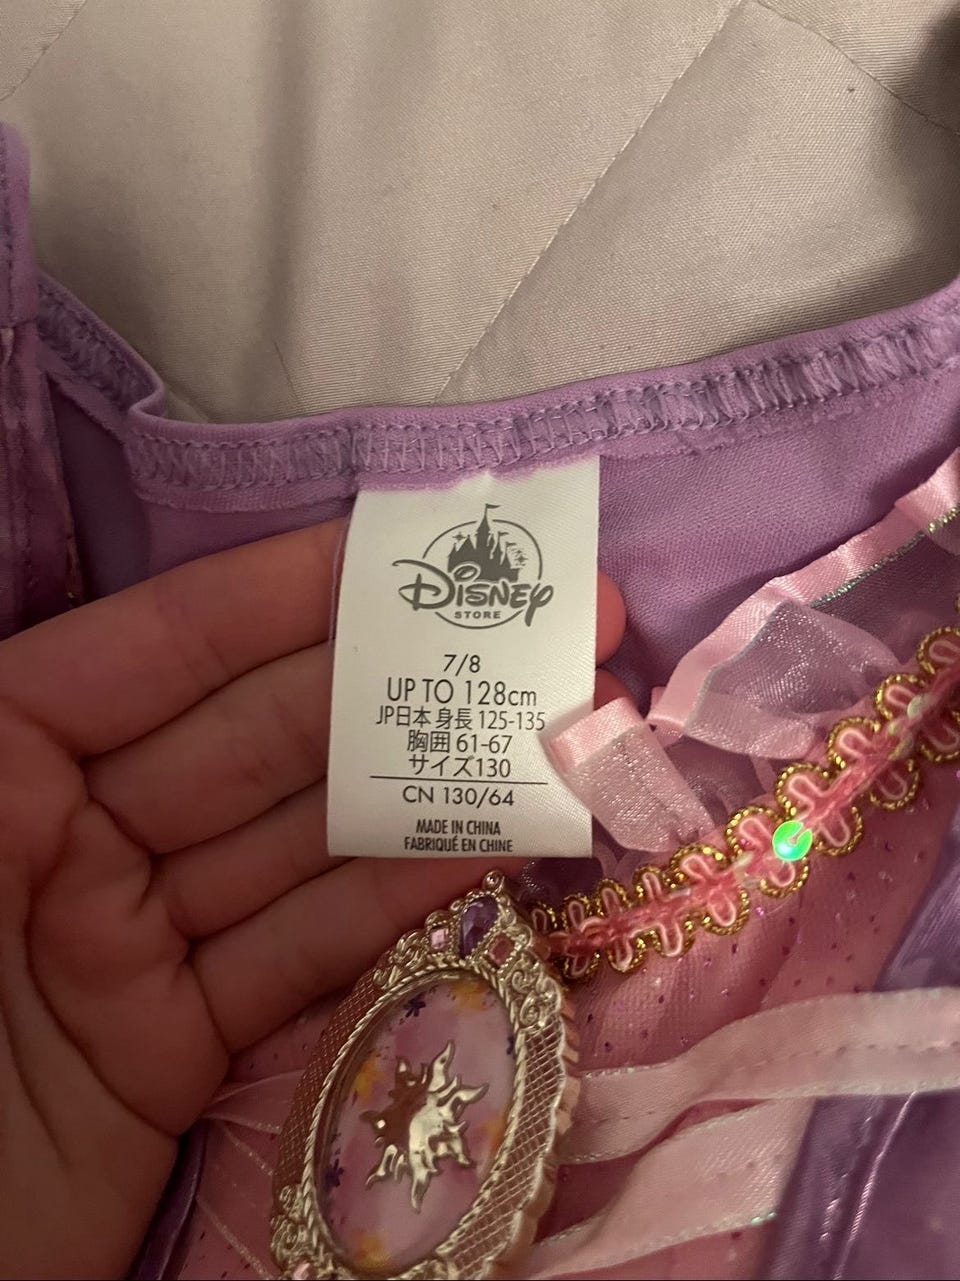 Disney
STORE
7/8
UP TO 128cm
JP日本 身長 125-135
胸囲 61-67
サイズ130
CN 130/64
MADE IN CHINA
FABRIQUÉ EN CHINE